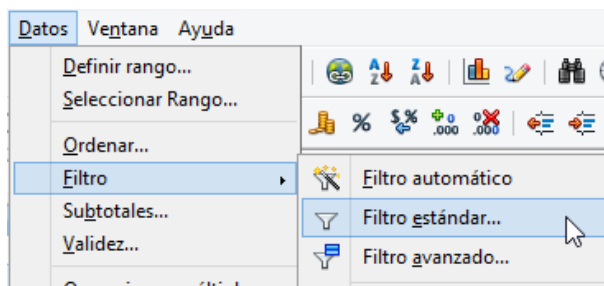 Datos Ventana Ayuda
Definir rango...
Seleccionar Rango...
Ordenar...
Filtro
Filtro automático
Subtotales...
Filtro estándar...
Validez...
Filtro avanzado...